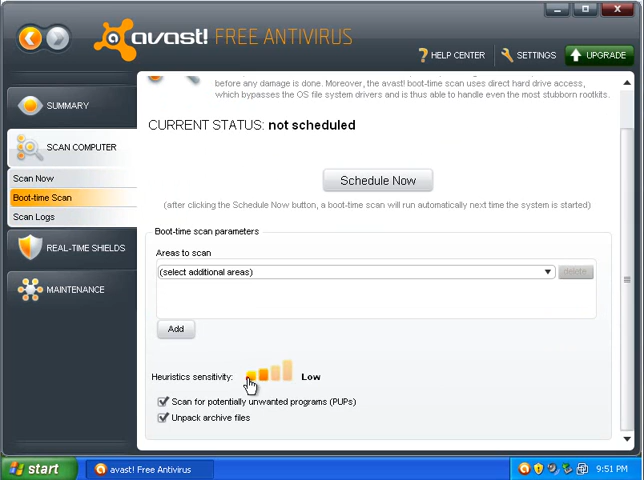 avast! FREE ANTIVIRUS
HELP CENTER
SETTINGS
UPGRADE
before any damage is done. Moreover, the avast! boot-time scan uses direct hard drive access,
which bypasses the OS file system drivers and is thus able to handle even the most stubborn rootkits.
SUMMARY
CURRENT STATUS: not scheduled
SCAN COMPUTER
Scan Now
Boot-time Scan
Scan Logs
Schedule Now
(after clicking the Schedule Now button, a boot-time scan will run automatically next time the system is started)
REAL-TIME SHIELDS
MAINTENANCE
Boot-time scan parameters
Areas to scan
(select additional areas)
delete
Add
Heuristics sensitivity:
Low
Scan for potentially unwanted programs (PUPs)
Unpack archive files
start
avast! Free Antivirus
9:51 PM